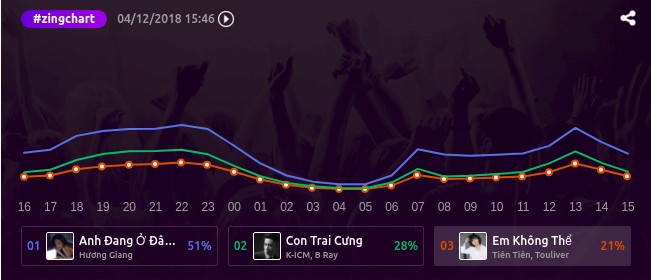 #zingchart 04/12/2018 15:46
16 17 18 19 20 21 22 23 00 01 02 03 04 05 06 07 08 09 10 11 12 13 14 15
01 Anh Đang Ở Đâ... 51%
Hương Giang
02 Con Trai Cưng 28%
K-ICM, B Ray
03 Em Không Thể 21%
Tiên Tiên, Touliver